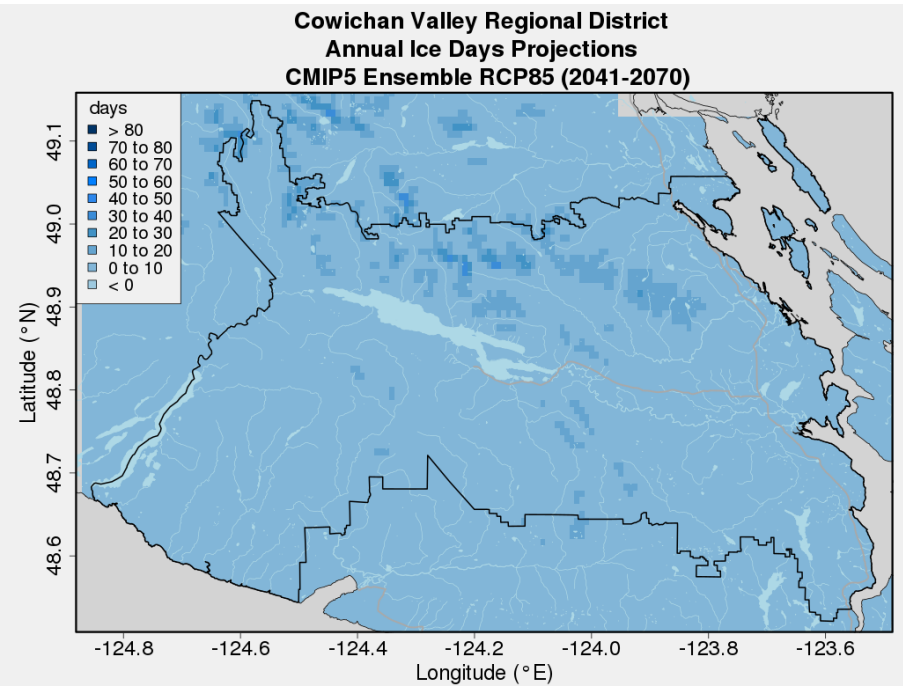 Cowichan Valley Regional District
Annual Ice Days Projections
CMIP5 Ensemble RCP85 (2041-2070)
days
> 80
70 to 80
60 to 70
50 to 60
40 to 50
30 to 40
20 to 30
10 to 20
0 to 10
< 0
49.1
49.0
48.9
48.8
48.7
48.6
Latitude (°N)
-124.8 -124.6 -124.4 -124.2 -124.0 -123.8 -123.6
Longitude (°E)